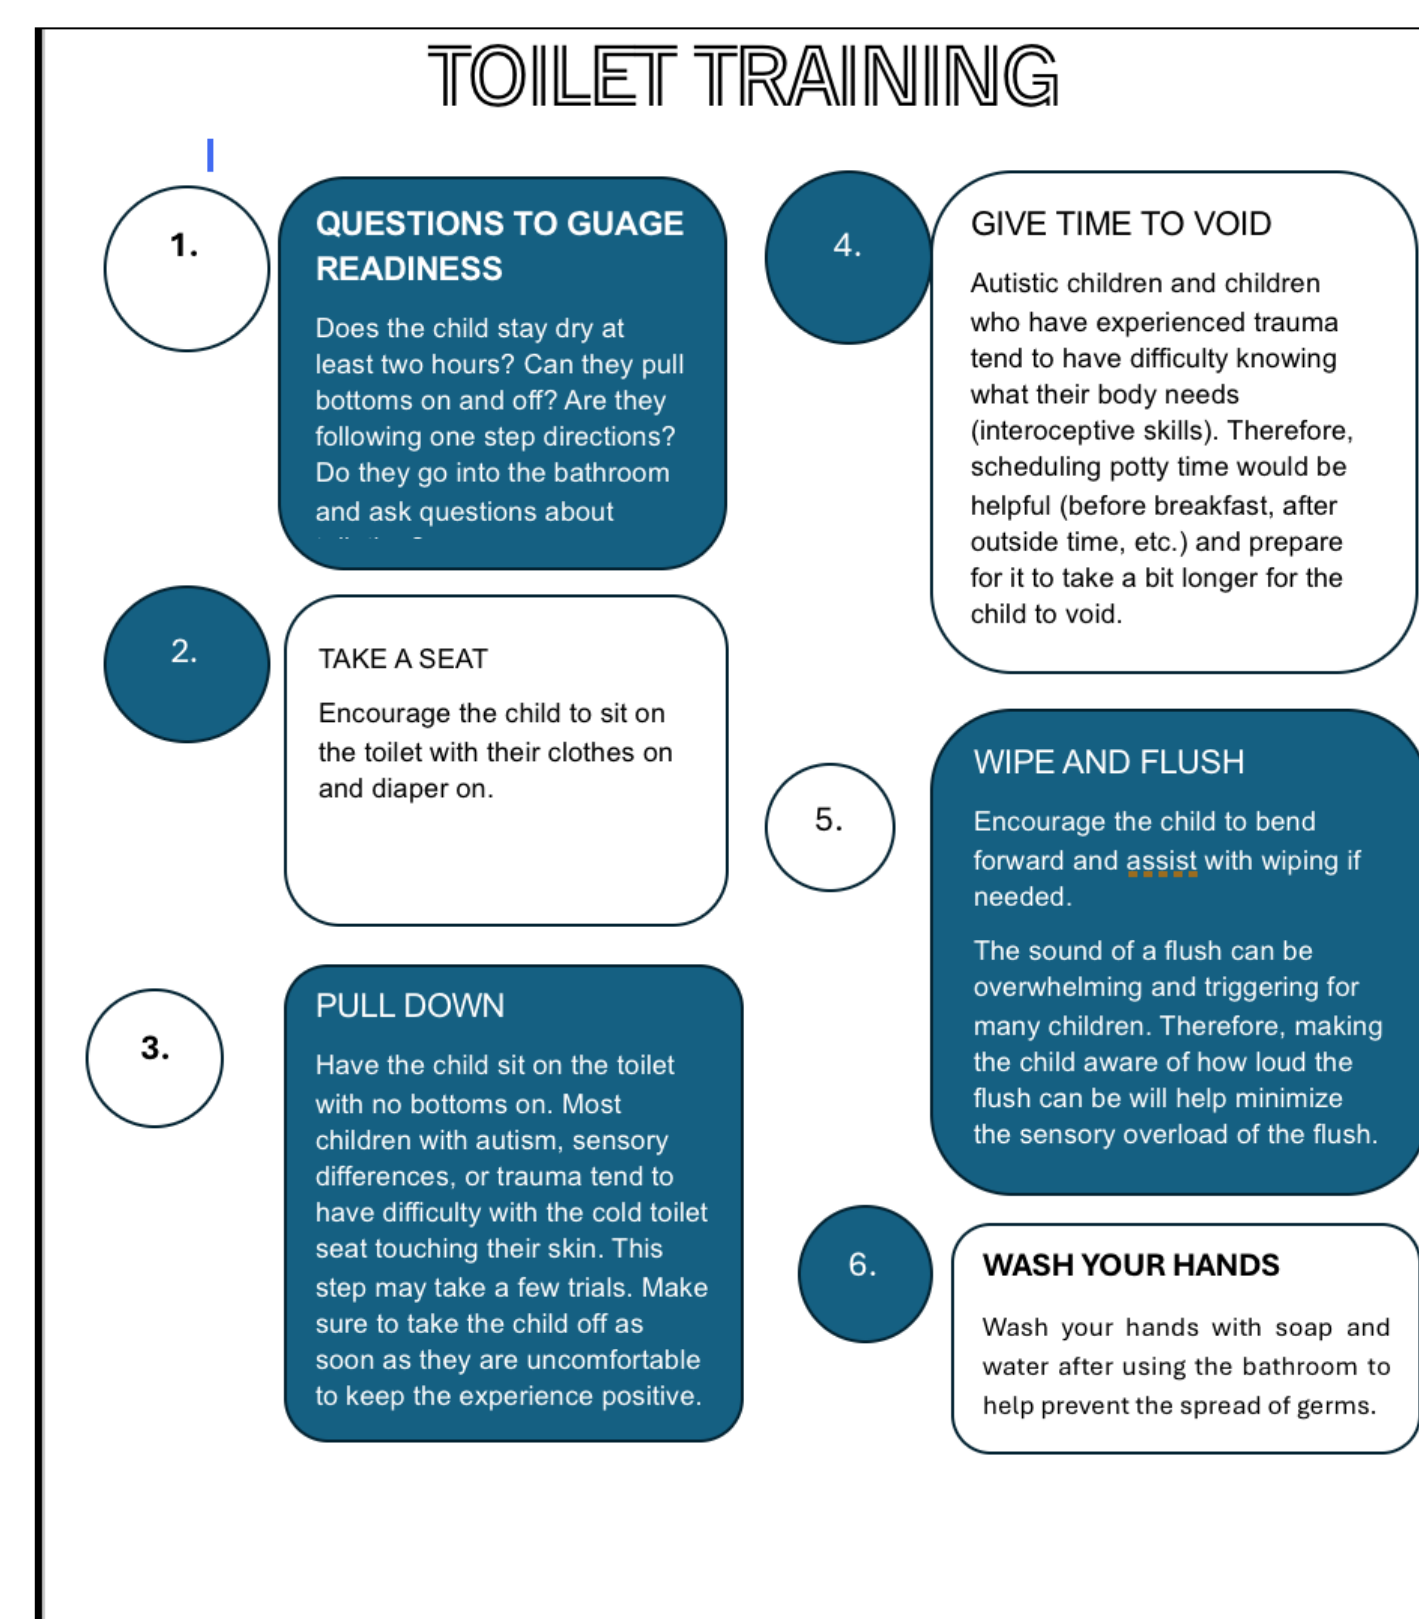 TOILET TRAINING
1.
QUESTIONS TO GUAGE
READINESS
Does the child stay dry at
least two hours? Can they pull
bottoms on and off? Are they
following one step directions?
Do they go into the bathroom
and ask questions about
2.
TAKE A SEAT
Encourage the child to sit on
the toilet with their clothes on
and diaper on.
3.
PULL DOWN
Have the child sit on the toilet
with no bottoms on. Most
children with autism, sensory
differences, or trauma tend to
have difficulty with the cold toilet
seat touching their skin. This
step may take a few trials. Make
sure to take the child off as
soon as they are uncomfortable
to keep the experience positive.
4.
GIVE TIME TO VOID
Autistic children and children
who have experienced trauma
tend to have difficulty knowing
what their body needs
(interoceptive skills). Therefore,
scheduling potty time would be
helpful (before breakfast, after
outside time, etc.) and prepare
for it to take a bit longer for the
child to void.
5.
WIPE AND FLUSH
Encourage the child to bend
forward and assist with wiping if
needed.
The sound of a flush can be
overwhelming and triggering for
many children. Therefore, making
the child aware of how loud the
flush can be will help minimize
the sensory overload of the flush.
6.
WASH YOUR HANDS
Wash your hands with soap and
water after using the bathroom to
help prevent the spread of germs.